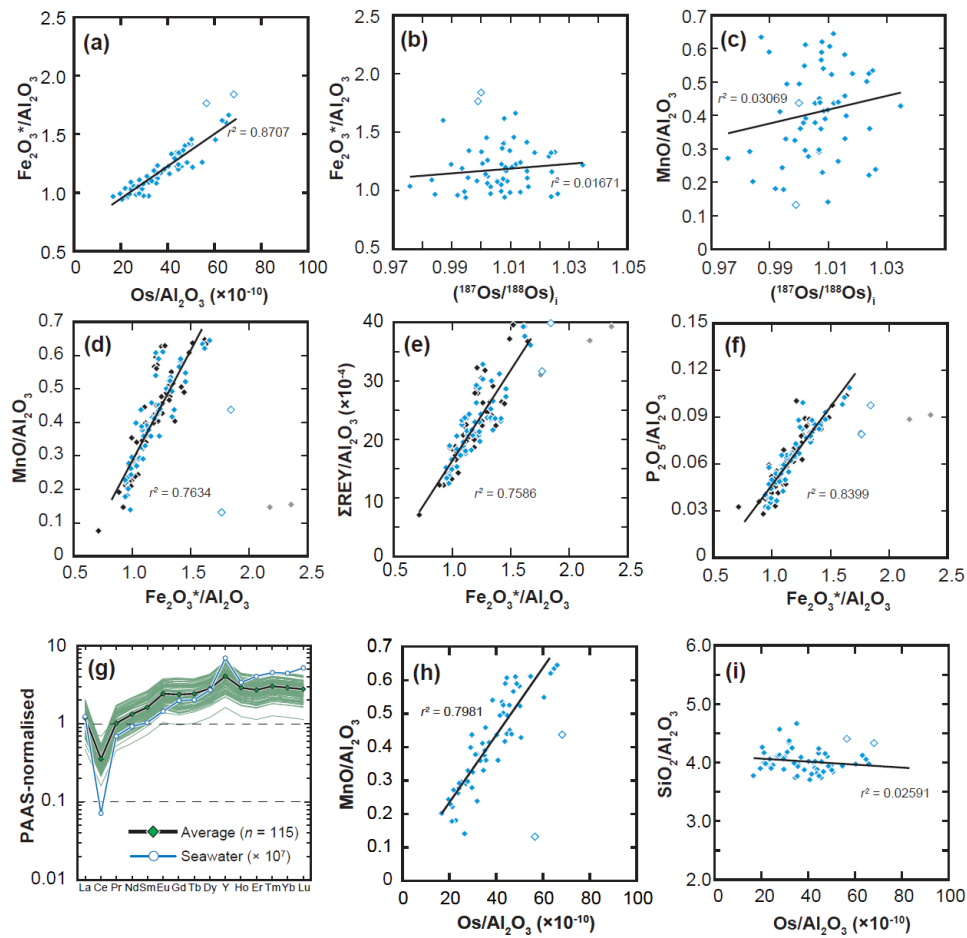 (a)
Fe₂O₃*/Al₂O₃
2.5
2.0
1.5
1.0
0.5
r² = 0.8707
20 40 60 80 100
Os/Al₂O₃ (×10⁻¹⁰)
(b)
Fe₂O₃*/Al₂O₃
2.5
2.0
1.5
1.0
0.5
r² = 0.01671
0.97 0.99 1.01 1.03 1.05
(¹⁸⁷Os/¹⁸⁸Os)ᵢ
(c)
MnO/Al₂O₃
0.7
0.6
0.5
0.4
0.3
0.2
0.1
0
r² = 0.03069
0.97 0.99 1.01 1.03
(¹⁸⁷Os/¹⁸⁸Os)ᵢ
(d)
MnO/Al₂O₃
0.7
0.6
0.5
0.4
0.3
0.2
0.1
0
r² = 0.7634
0.5 1.0 1.5 2.0 2.5
Fe₂O₃*/Al₂O₃
(e)
ΣREY/Al₂O₃ (×10⁻⁴)
40
30
20
10
0
r² = 0.7586
0.5 1.0 1.5 2.0 2.5
Fe₂O₃*/Al₂O₃
(f)
P₂O₅/Al₂O₃
0.15
0.12
0.09
0.06
0.03
0
r² = 0.8399
0.5 1.0 1.5 2.0 2.5
Fe₂O₃*/Al₂O₃
(g)
PAAS-normalised
10
1
0.1
0.01
Average (n = 115)
Seawater (× 10⁷)
La Ce Pr Nd Sm Eu Gd Tb Dy Y Ho Er Tm Yb Lu
(h)
MnO/Al₂O₃
0.7
0.6
0.5
0.4
0.3
0.2
0.1
0
r² = 0.7981
20 40 60 80 100
Os/Al₂O₃ (×10⁻¹⁰)
(i)
SiO₂/Al₂O₃
6.0
5.0
4.0
3.0
2.0
r² = 0.02591
20 40 60 80 100
Os/Al₂O₃ (×10⁻¹⁰)